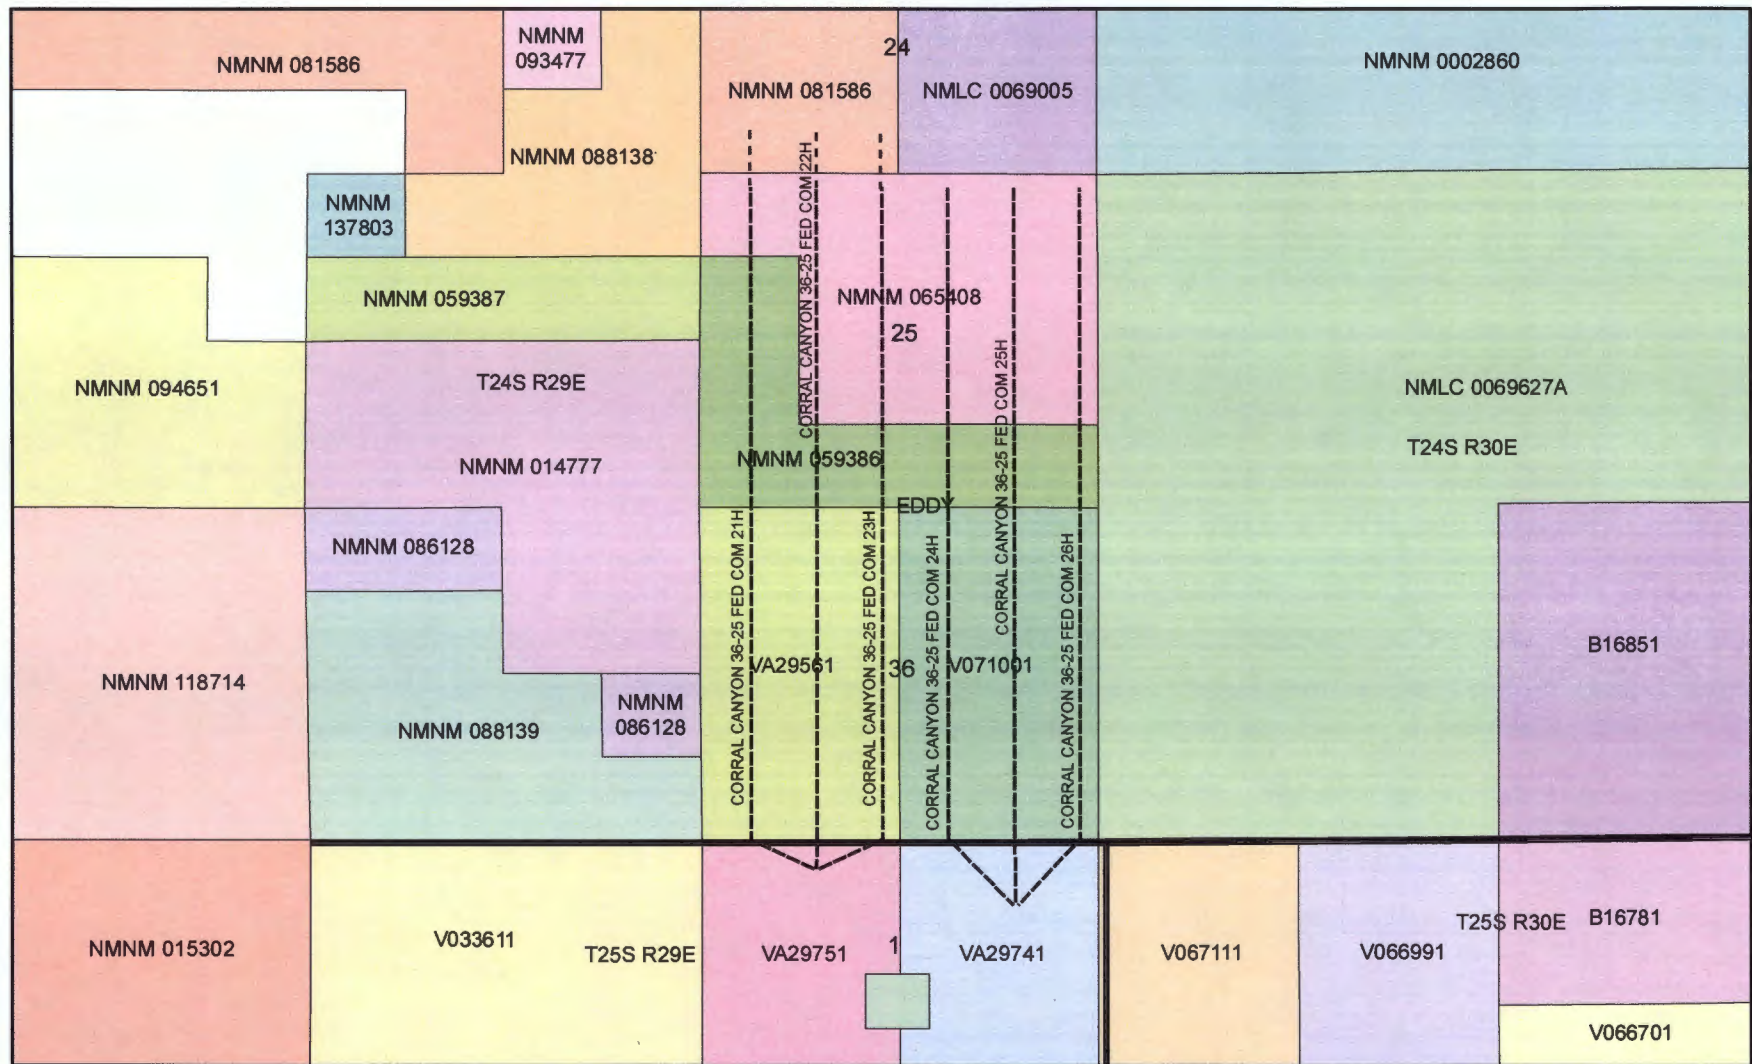 NMNM 081586
NMNM
093477
NMNM 081586
24
NMLC 0069005
NMNM 0002860
NMNM 088138
NMNM
137803
CORRAL CANYON 36-25 FED COM 22H
NMNM 059387
NMNM 065408
25
NMNM 094651
T24S R29E
NMLC 0069627A
T24S R30E
NMNM 014777
NMNM 059386
CORRAL CANYON 36-25 FED COM 25H
EDDY
NMNM 086128
CORRAL CANYON 36-25 FED COM 21H
CORRAL CANYON 36-25 FED COM 23H
CORRAL CANYON 36-25 FED COM 24H
CORRAL CANYON 36-25 FED COM 26H
B16851
VA29561
36
V071001
NMNM 118714
NMNM 088139
NMNM
086128
NMNM 015302
V033611
T25S R29E
VA29751
1
VA29741
V067111
V066991
T25S R30E
B16781
V066701